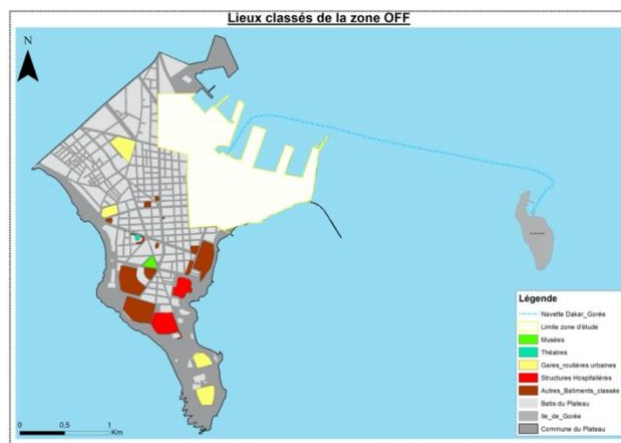 Lieux classés de la zone OFF
N
Légende
Navette Dakar_Gorée
Limite zone d'étude
Musées
Théatres
Gares_routières urbaines
Structures Hospitalières
Autres_Batiments_classés
Batis du Plateau
Ile_de_Gorée
Commune du Plateau
0 0,5 1
Km